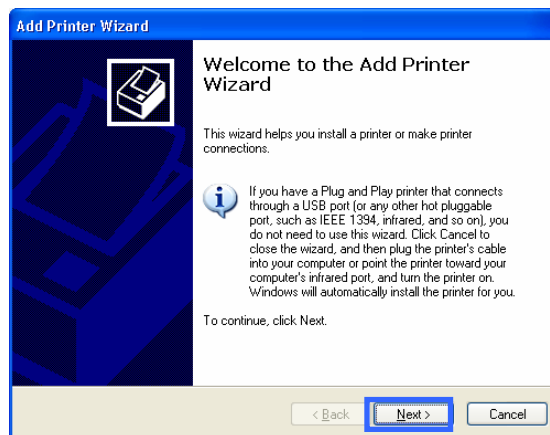 Add Printer Wizard
Welcome to the Add Printer
Wizard
This wizard helps you install a printer or make printer
connections.
If you have a Plug and Play printer that connects
through a USB port (or any other hot pluggable
port, such as IEEE 1394, infrared, and so on), you
do not need to use this wizard. Click Cancel to
close the wizard, and then plug the printer's cable
into your computer or point the printer toward your
computer's infrared port, and turn the printer on.
Windows will automatically install the printer for you.
To continue, click Next.
< Back Next > Cancel